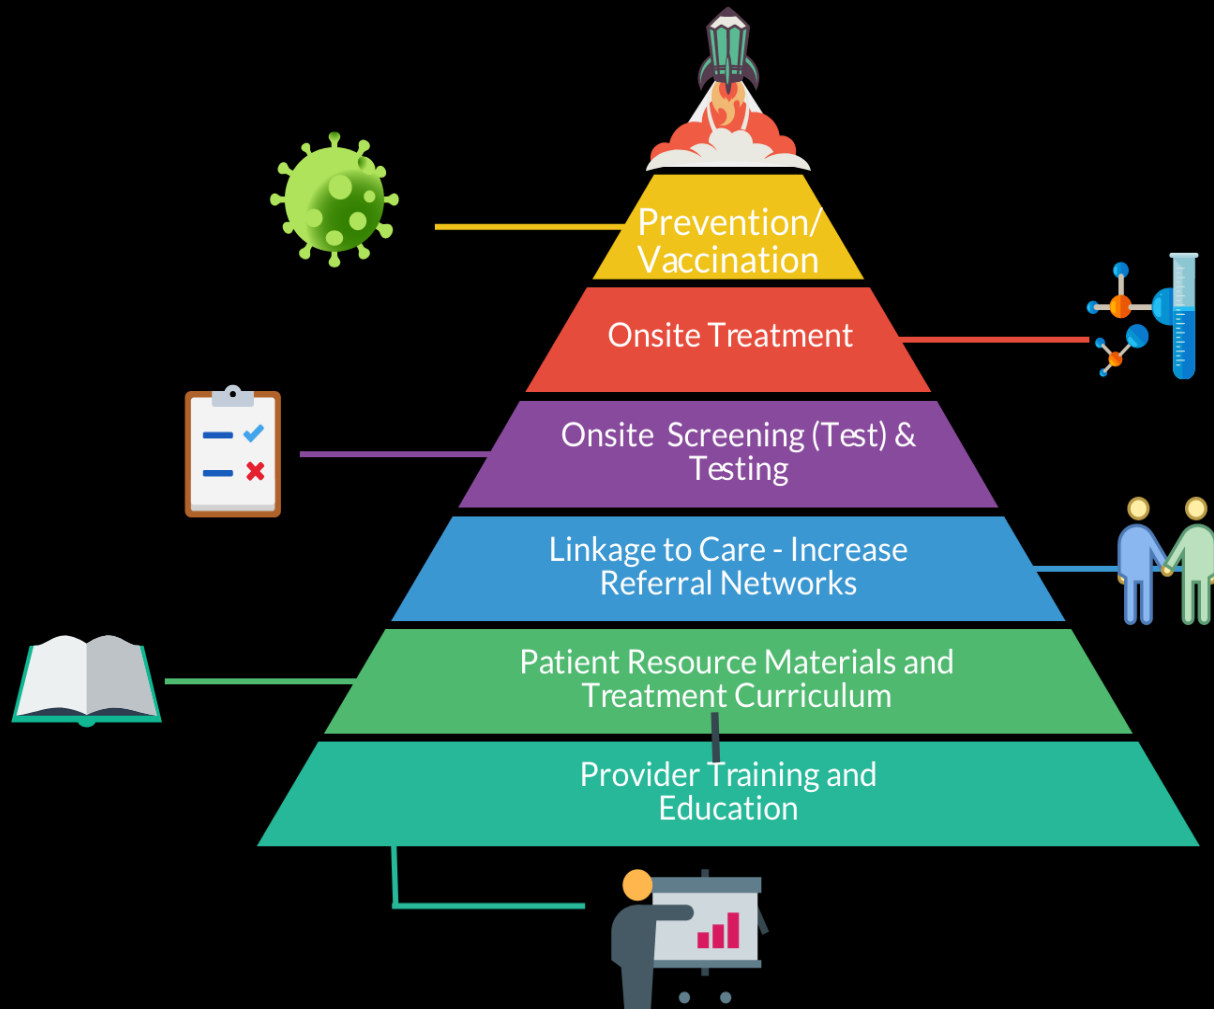 Prevention/
Vaccination
Onsite Treatment
Onsite Screening (Test) &
Testing
Linkage to Care - Increase
Referral Networks
Patient Resource Materials and
Treatment Curriculum
Provider Training and
Education